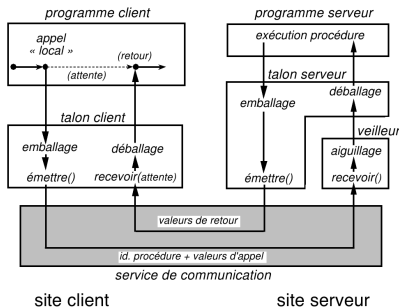 programme client
programme serveur
appel
« local »
(retour)
(attente)
exécution procédure
talon serveur
emballage
déballage
talon client
veilleur
emballage
déballage
aiguillage
émettre()
recevoir(attente)
émettre()
recevoir()
valeurs de retour
id. procédure + valeurs d'appel
service de communication
site client
site serveur